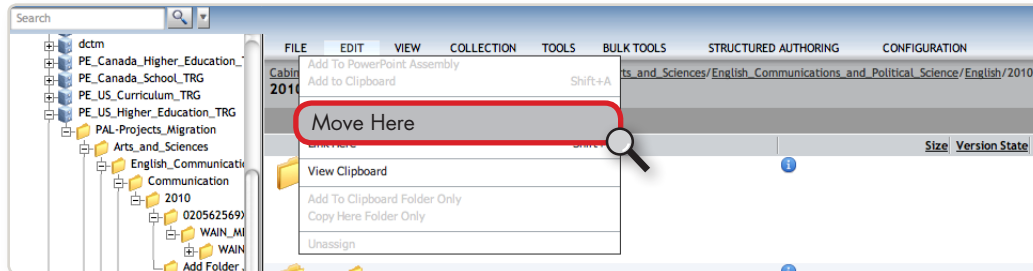 Search
dctm
PE_Canada_Higher_Education_
PE_Canada_School_TRG
PE_US_Curriculum_TRG
PE_US_Higher_Education_TRG
PAL-Projects_Migration
Arts_and_Sciences
English_Communicatio
Communication
2010
020562569X
WAIN_MI
WAIN
Add Folder
FILE EDIT VIEW COLLECTION TOOLS BULK TOOLS STRUCTURED AUTHORING CONFIGURATION
Cabin rts_and_Sciences/English_Communications_and_Political_Science/English/2010
2010
Add To PowerPoint Assembly
Add to Clipboard Shift+A
Move Here
Link Here Shift+
View Clipboard
Add To Clipboard Folder Only
Copy Here Folder Only
Unassign
Size Version State